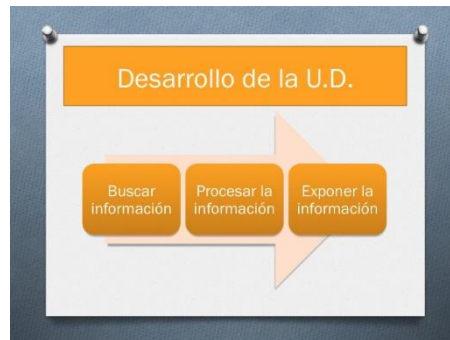 Desarrollo de la U.D.
Buscar
información
Procesar la
información
Exponer la
información